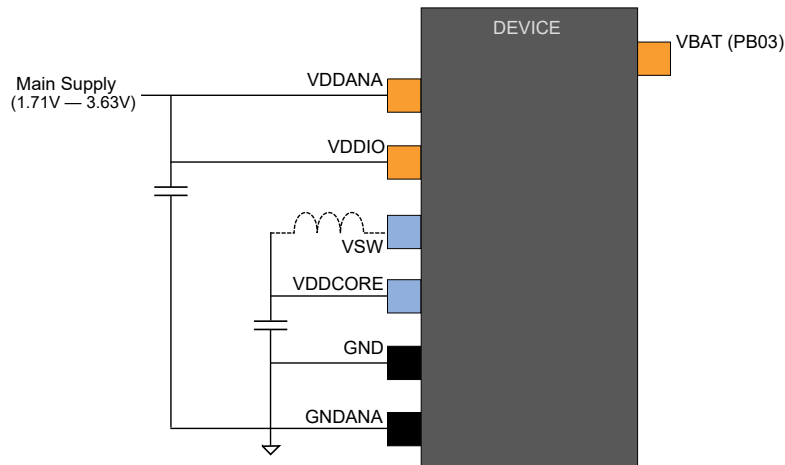 DEVICE
VBAT (PB03)
VDDANA
Main Supply
(1.71V — 3.63V)
VDDIO
VSW
VDDCORE
GND
GNDANA